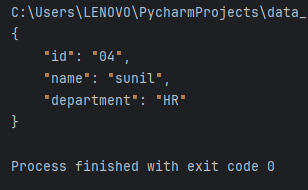 C:\Users\LENOVO\PycharmProjects\data_
{
    "id": "04",
    "name": "sunil",
    "department": "HR"
}
Process finished with exit code 0